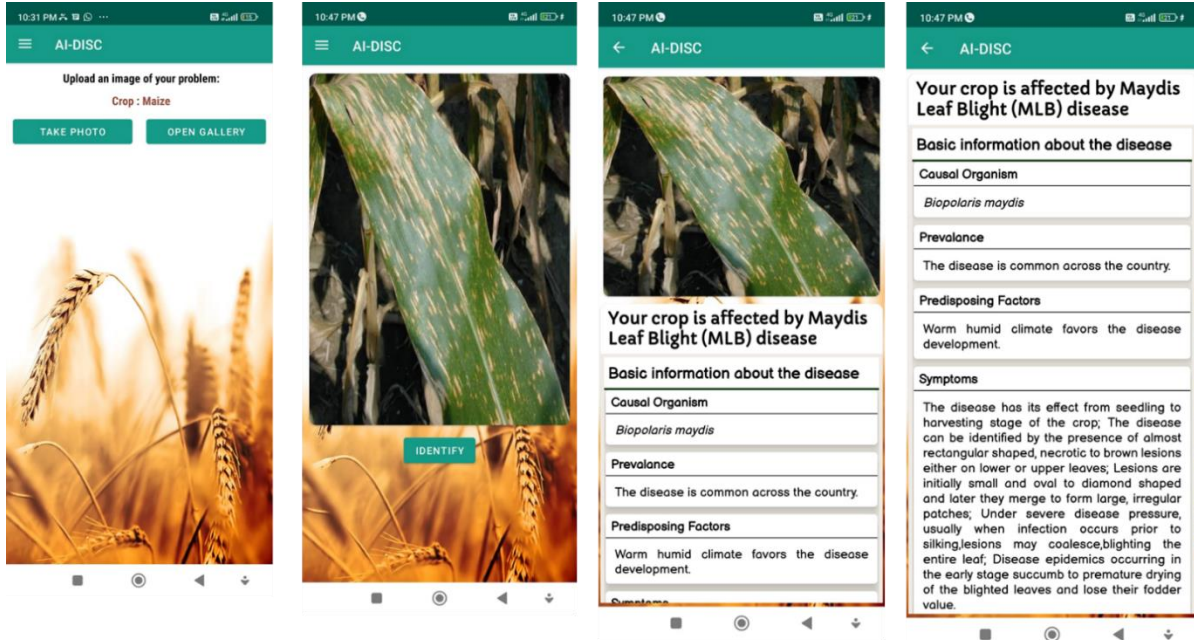 10:31 PM
AI-DISC
Upload an image of your problem:
Crop : Maize
TAKE PHOTO OPEN GALLERY
10:47 PM
AI-DISC
IDENTIFY
10:47 PM
AI-DISC
Your crop is affected by Maydis
Leaf Blight (MLB) disease
Basic information about the disease
Causal Organism
Biopolaris maydis
Prevalance
The disease is common across the country.
Predisposing Factors
Warm humid climate favors the disease
development.
Symptoms
10:47 PM
AI-DISC
Your crop is affected by Maydis
Leaf Blight (MLB) disease
Basic information about the disease
Causal Organism
Biopolaris maydis
Prevalance
The disease is common across the country.
Predisposing Factors
Warm humid climate favors the disease
development.
Symptoms
The disease has its effect from seedling to
harvesting stage of the crop; The disease
can be identified by the presence of almost
rectangular shaped, necrotic to brown lesions
either on lower or upper leaves; Lesions are
initially small and oval to diamond shaped
and later they merge to form large, irregular
patches; Under severe disease pressure,
usually when infection occurs prior to
silking,lesions may coalesce,blighting the
entire leaf; Disease epidemics occurring in
the early stage succumb to premature drying
of the blighted leaves and lose their fodder
value.